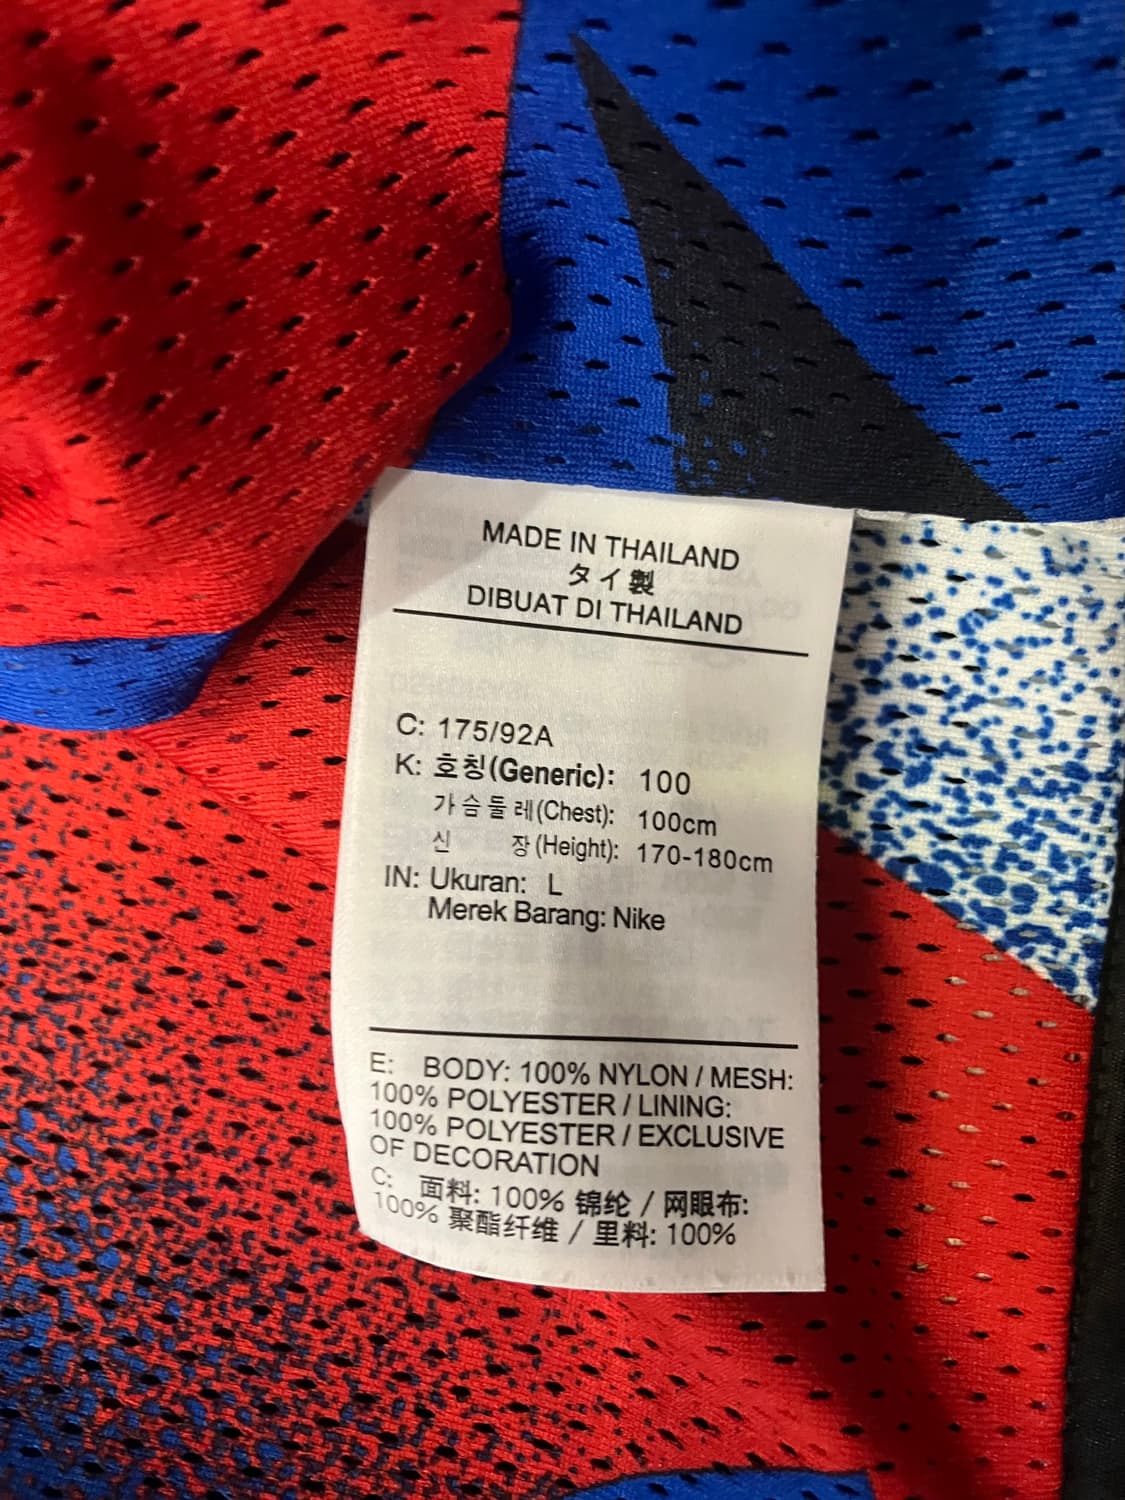 MADE IN THAILAND
タイ製
DIBUAT DI THAILAND
C: 175/92A
K: 호칭(Generic): 100
가슴둘레(Chest): 100cm
신 장(Height): 170-180cm
IN: Ukuran: L
Merek Barang: Nike
E: BODY: 100% NYLON / MESH:
100% POLYESTER / LINING:
100% POLYESTER / EXCLUSIVE
OF DECORATION
C: 面料: 100% 锦纶 / 网眼布:
100% 聚酯纤维 / 里料: 100%